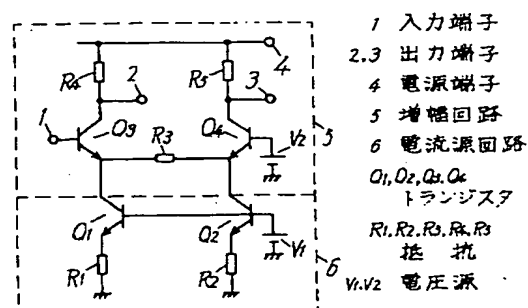 R4
R5
4
2
3
1
Q3
R3
Q4
V2
5
Q1
Q2
V1
R1
R2
6
1 入力端子
2,3 出力端子
4 電源端子
5 増幅回路
6 電流源回路
Q1,Q2,Q3,Q4
トランジスタ
R1,R2,R3,R4,R5
抵抗
V1,V2 電圧源